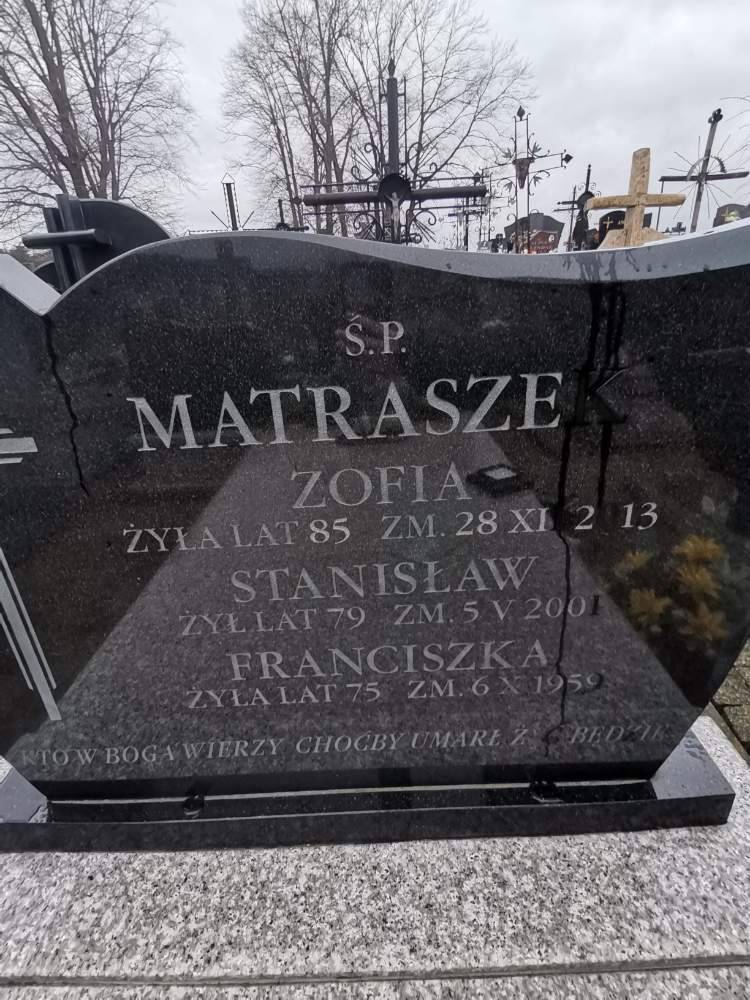 Ś.P.
MATRASZEK
ZOFIA
ŻYŁA LAT 85 ZM. 28 2013
STANISŁAW
ŻYŁ LAT 79 ZM. 5 V 2001
FRANCISZKA
ŻYŁA LAT 75 ZM. 6 X 1959
KTO W BOGA WIERZY CHOĆBY UMARŁ BĘDZIE